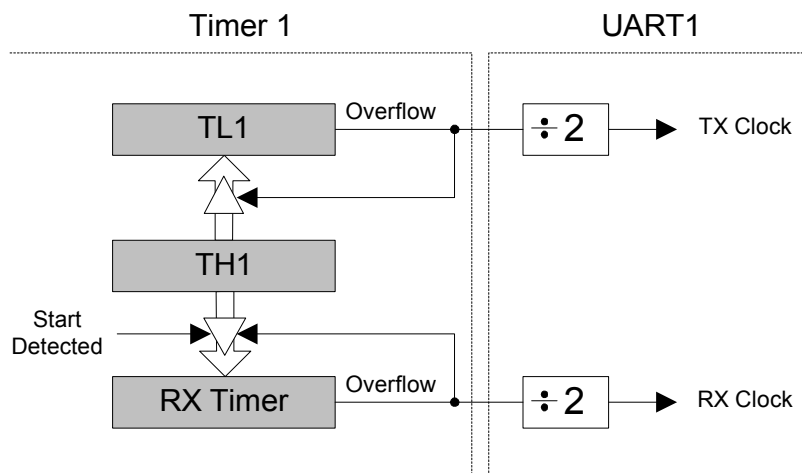 Timer 1
UART1
TL1
Overflow
÷ 2
TX Clock
TH1
Start
Detected
RX Timer
Overflow
÷ 2
RX Clock